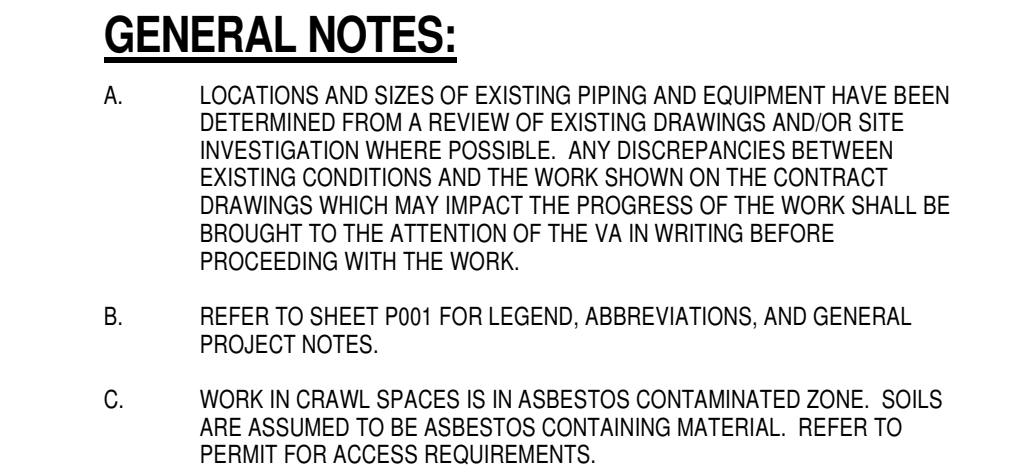 GENERAL NOTES:
A. LOCATIONS AND SIZES OF EXISTING PIPING AND EQUIPMENT HAVE BEEN
DETERMINED FROM A REVIEW OF EXISTING DRAWINGS AND/OR SITE
INVESTIGATION WHERE POSSIBLE. ANY DISCREPANCIES BETWEEN
EXISTING CONDITIONS AND THE WORK SHOWN ON THE CONTRACT
DRAWINGS WHICH MAY IMPACT THE PROGRESS OF THE WORK SHALL BE
BROUGHT TO THE ATTENTION OF THE VA IN WRITING BEFORE
PROCEEDING WITH THE WORK.
B. REFER TO SHEET P001 FOR LEGEND, ABBREVIATIONS, AND GENERAL
PROJECT NOTES.
C. WORK IN CRAWL SPACES IS IN ASBESTOS CONTAMINATED ZONE. SOILS
ARE ASSUMED TO BE ASBESTOS CONTAINING MATERIAL. REFER TO
PERMIT FOR ACCESS REQUIREMENTS.